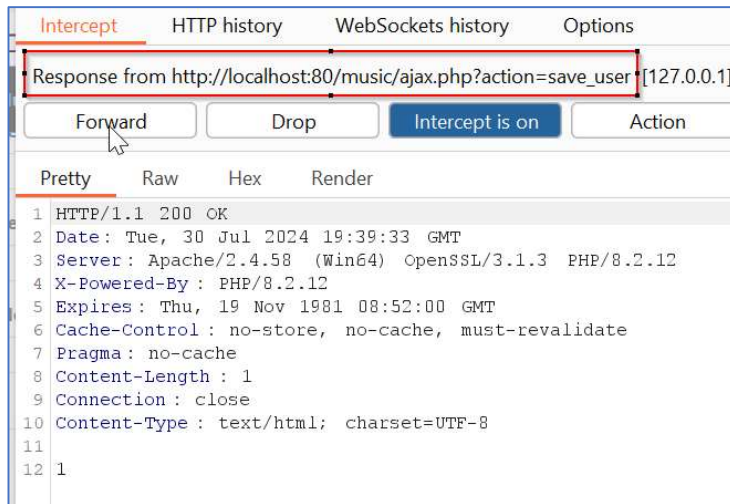 Intercept HTTP history WebSockets history Options
Response from http://localhost:80/music/ajax.php?action=save_user [127.0.0.1]
Forward Drop Intercept is on Action
Pretty Raw Hex Render
1 HTTP/1.1 200 OK
2 Date: Tue, 30 Jul 2024 19:39:33 GMT
3 Server: Apache/2.4.58 (Win64) OpenSSL/3.1.3 PHP/8.2.12
4 X-Powered-By: PHP/8.2.12
5 Expires: Thu, 19 Nov 1981 08:52:00 GMT
6 Cache-Control: no-store, no-cache, must-revalidate
7 Pragma: no-cache
8 Content-Length: 1
9 Connection: close
10 Content-Type: text/html; charset=UTF-8
11
12 1